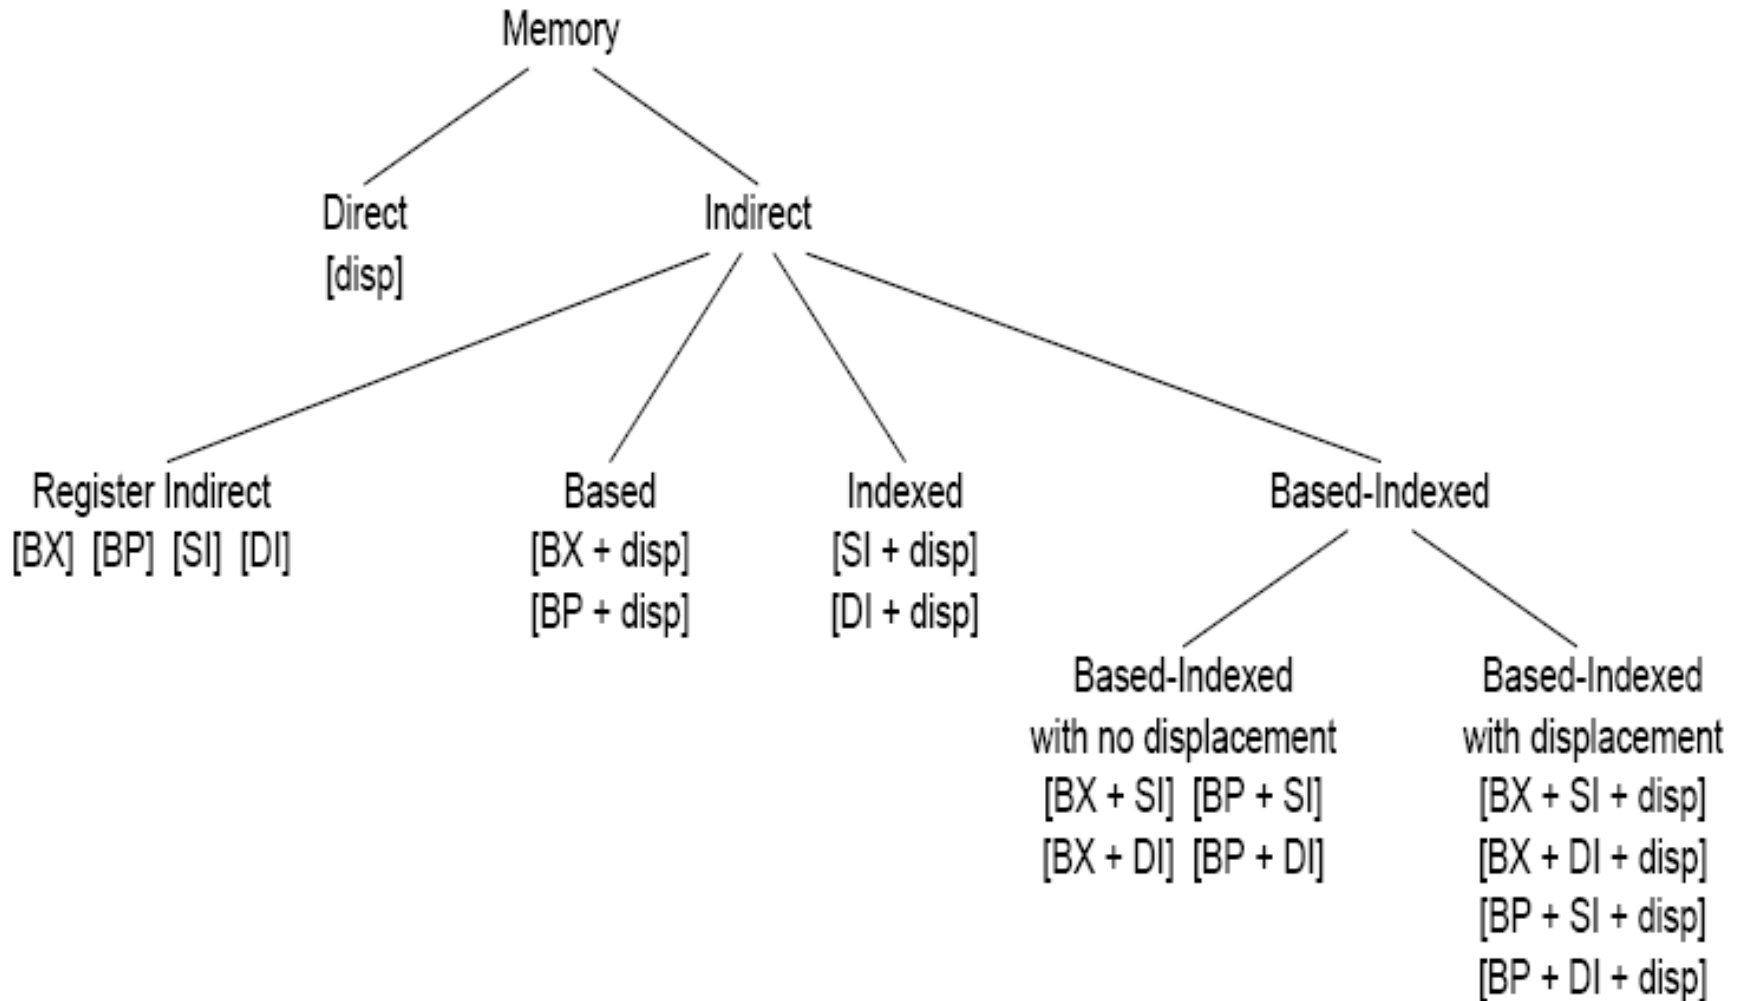 Memory
Direct
[disp]
Indirect
Register Indirect
[BX] [BP] [SI] [DI]
Based
[BX + disp]
[BP + disp]
Indexed
[SI + disp]
[DI + disp]
Based-Indexed
Based-Indexed
with no displacement
[BX + SI] [BP + SI]
[BX + DI] [BP + DI]
Based-Indexed
with displacement
[BX + SI + disp]
[BX + DI + disp]
[BP + SI + disp]
[BP + DI + disp]